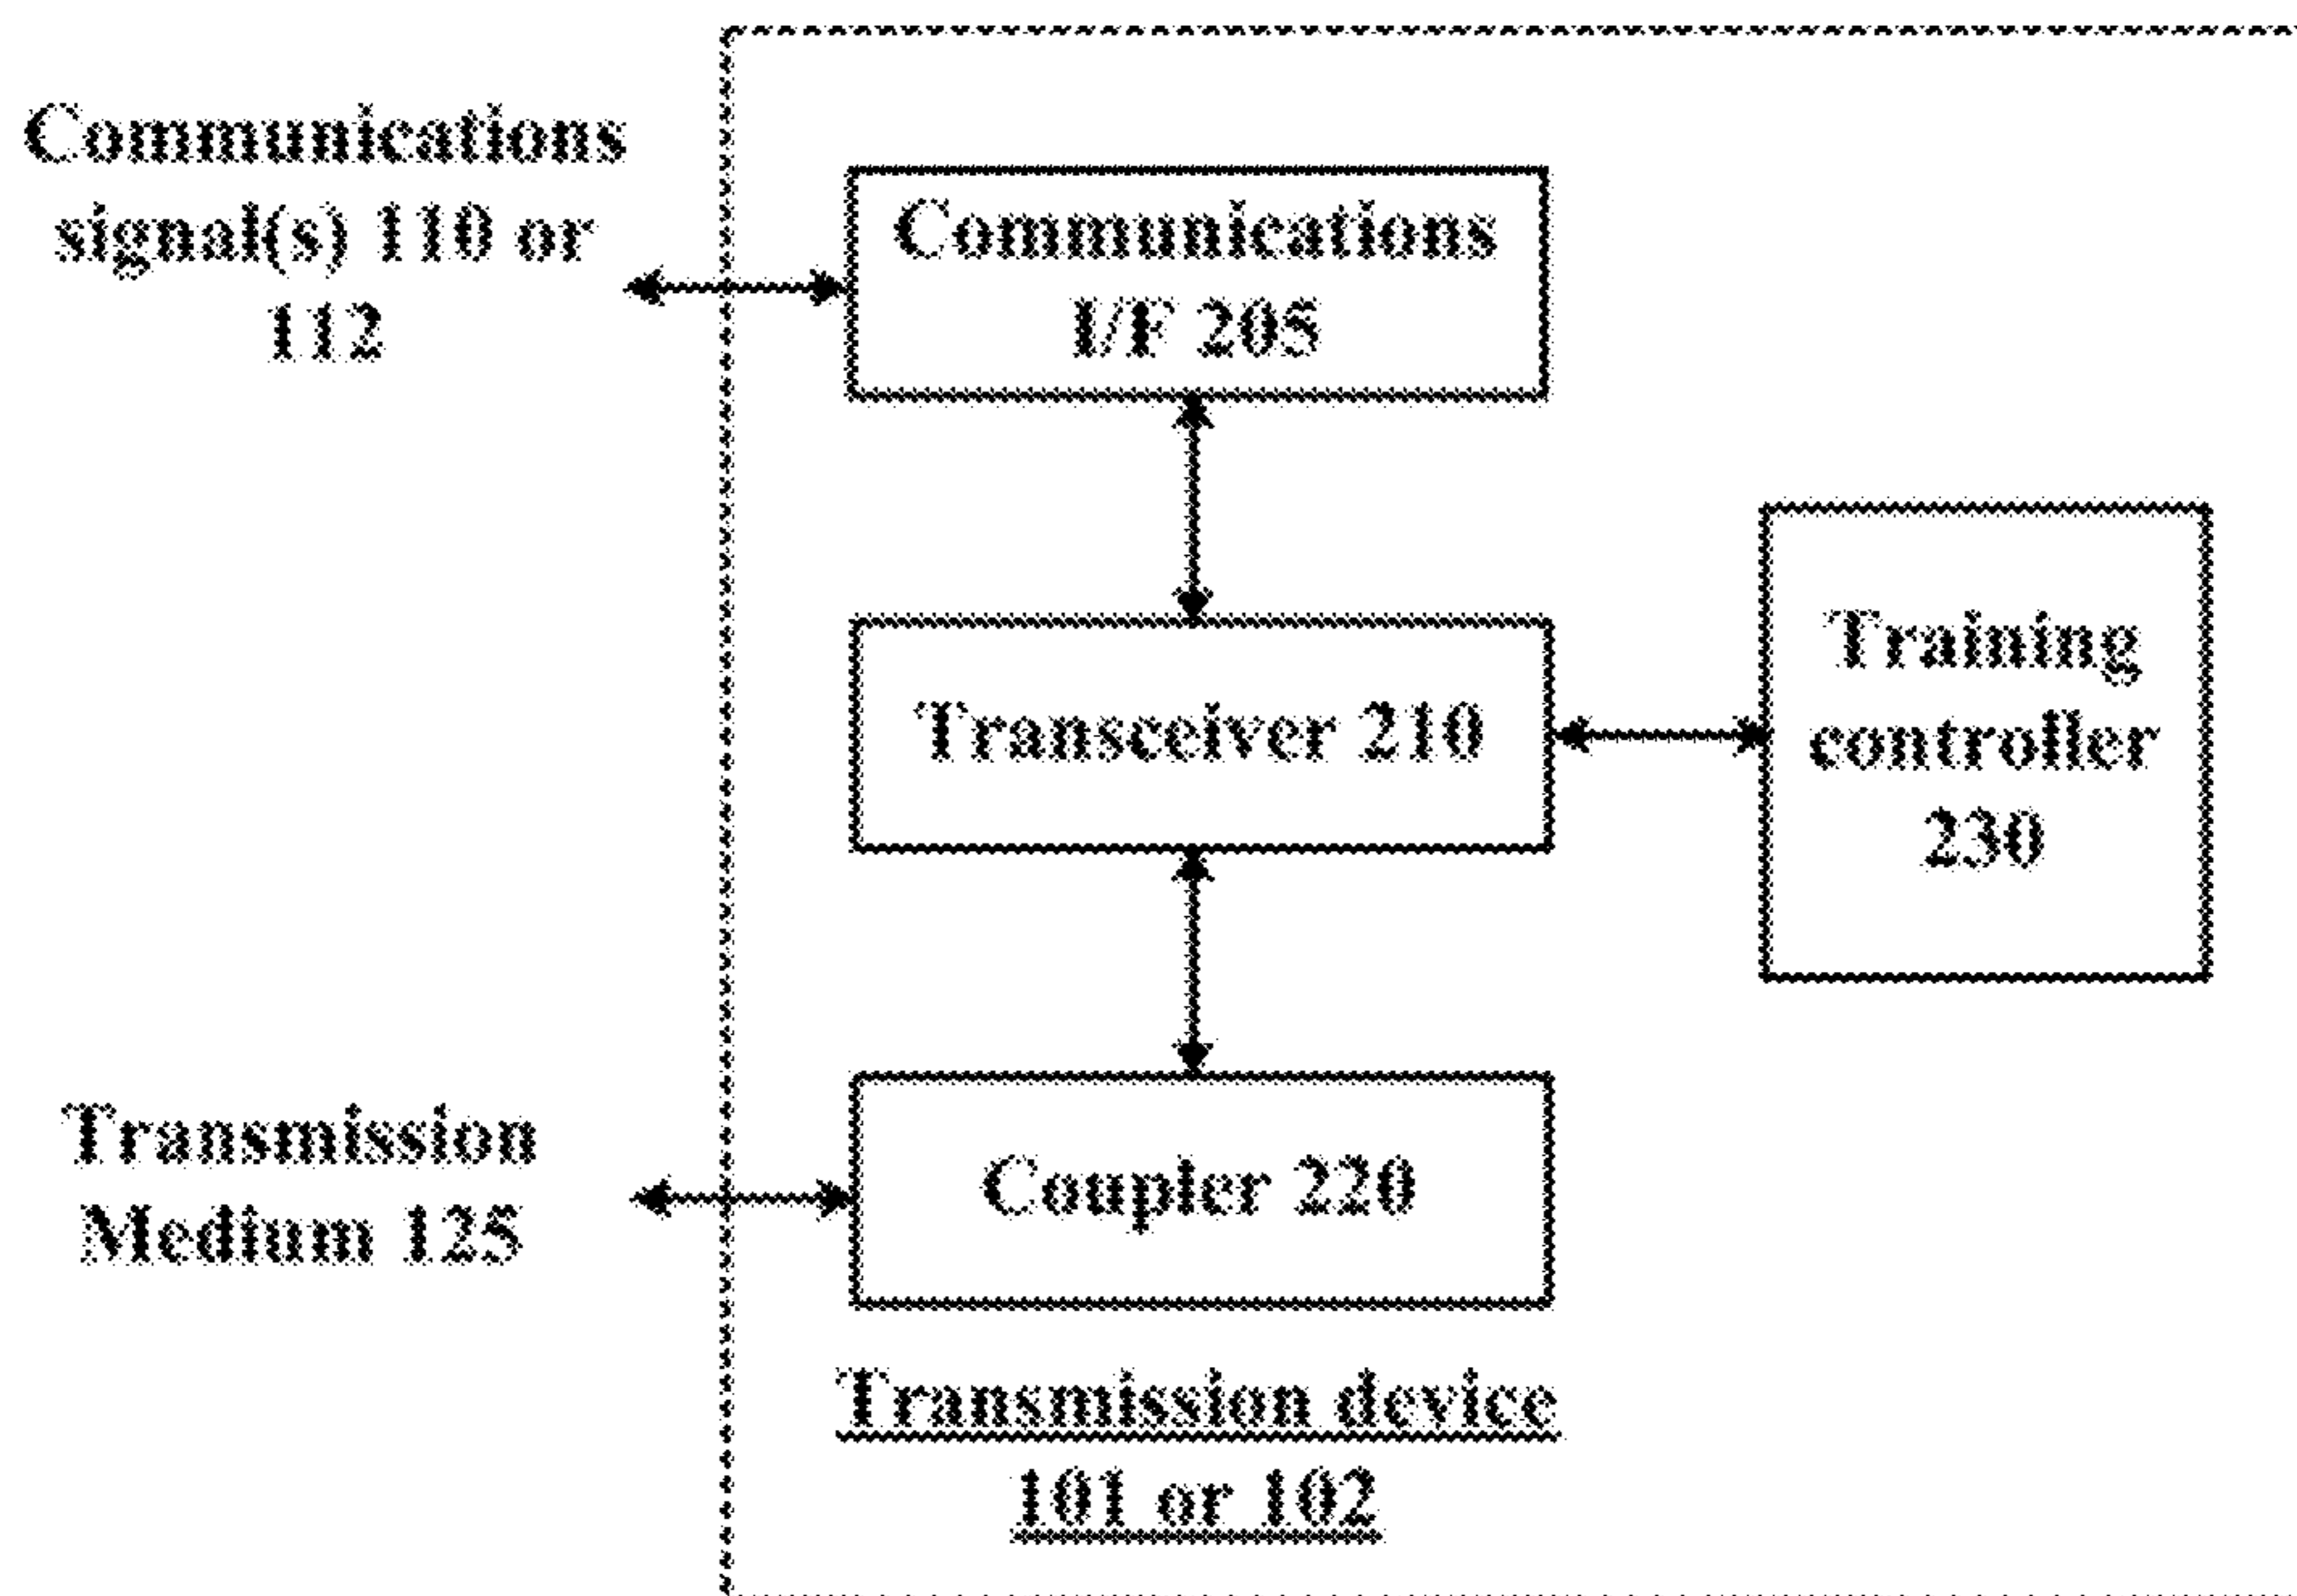 Communications
signal(s) 110 or
112
Communications
I/F 205
Transceiver 210
Training
controller
230
Transmission
Medium 125
Coupler 220
Transmission device
101 or 102